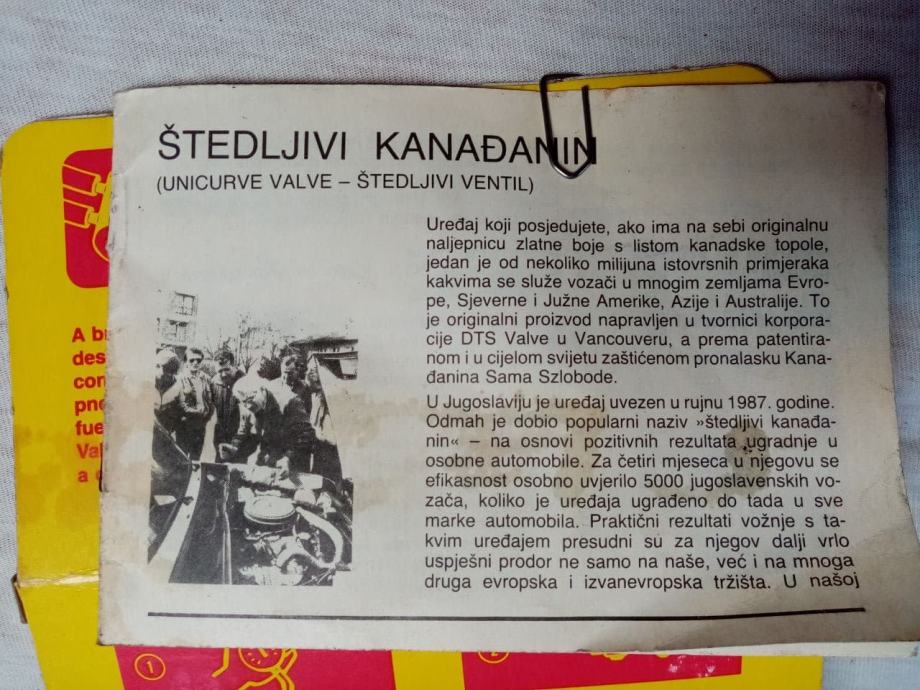 ŠTEDLJIVI KANAĐANIN
(UNICURVE VALVE – ŠTEDLJIVI VENTIL)
Uređaj koji posjedujete, ako ima na sebi originalnu
naljepnicu zlatne boje s listom kanadske topole,
jedan je od nekoliko milijuna istovrsnih primjeraka
kakvima se služe vozači u mnogim zemljama Evro-
pe, Sjeverne i Južne Amerike, Azije i Australije. To
je originalni proizvod napravljen u tvornici korpora-
cije DTS Valve u Vancouveru, a prema patentira-
nom i u cijelom svijetu zaštićenom pronalasku Kana-
đanina Sama Szlobode.
U Jugoslaviju je uređaj uvezen u rujnu 1987. godine.
Odmah je dobio popularni naziv »štedljivi kanađa-
nin« – na osnovi pozitivnih rezultata ugradnje u
osobne automobile. Za četiri mjeseca u njegovu se
efikasnost osobno uvjerilo 5000 jugoslavenskih vo-
zača, koliko je uređaja ugrađeno do tada u sve
marke automobila. Praktični rezultati vožnje s ta-
kvim uređajem presudni su za njegov dalji vrlo
uspješni prodor ne samo na naše, već i na mnoga
druga evropska i izvanevropska tržišta. U našoj
A bu
des
con
pne
fue
Val
a
1
2